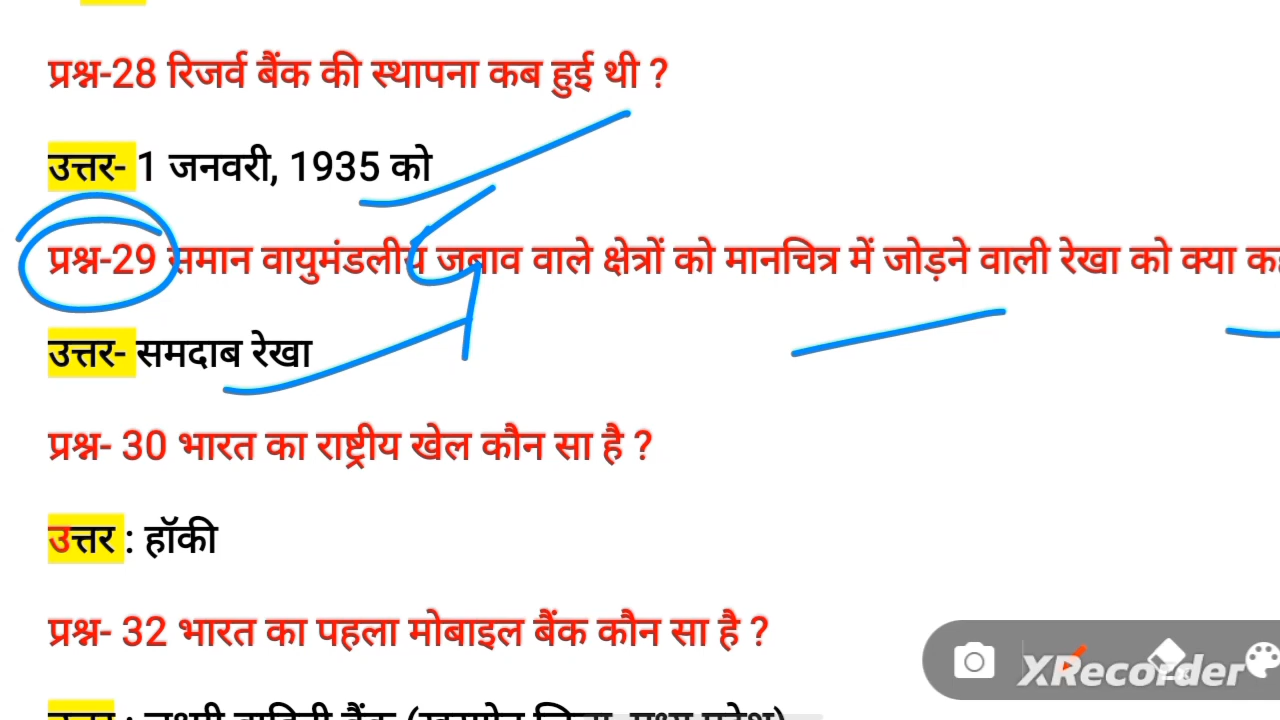 प्रश्न-28 रिजर्व बैंक की स्थापना कब हुई थी ?
उत्तर- 1 जनवरी, 1935 को
प्रश्न-29 समान वायुमंडलीय वाले क्षेत्रों को मानचित्र में जोड़ने वाली रेखा को क्या
उत्तर- समदाब रेखा
प्रश्न- 30 भारत का राष्ट्रीय खेल कौन सा है ?
उत्तर : हॉकी
प्रश्न- 32 भारत का पहला मोबाइल बैंक कौन सा है ?
XRecorder